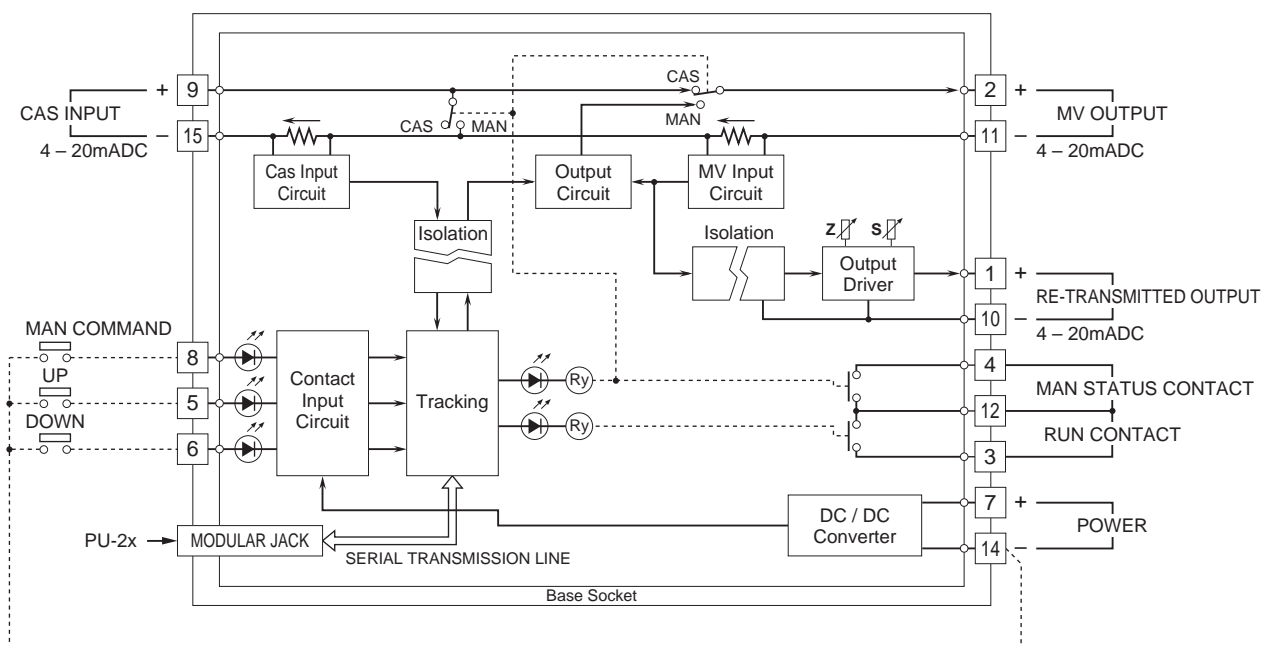 CAS INPUT
+
9
–
15
4 – 20mADC
CAS
MAN
CAS
MAN
2
+
MV OUTPUT
11
–
4 – 20mADC
Cas Input
Circuit
Output
Circuit
MV Input
Circuit
Isolation
Isolation
Z
S
Output
Driver
1
+
RE-TRANSMITTED OUTPUT
10
–
4 – 20mADC
MAN COMMAND
8
UP
5
DOWN
6
Contact
Input
Circuit
Tracking
Ry
Ry
4
MAN STATUS CONTACT
12
RUN CONTACT
3
DC / DC
Converter
7
+
POWER
14
–
PU-2x
MODULAR JACK
SERIAL TRANSMISSION LINE
Base Socket